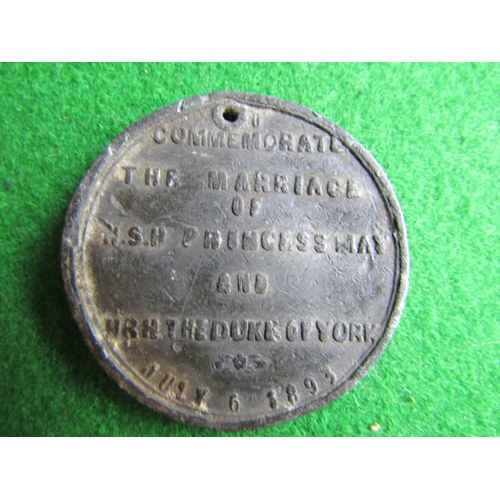 COMMEMORATE
THE MARRIAGE
OF
H.S.H PRINCESS MAY
AND
H.R.H. THE DUKE OF YORK
JULY 6 1893